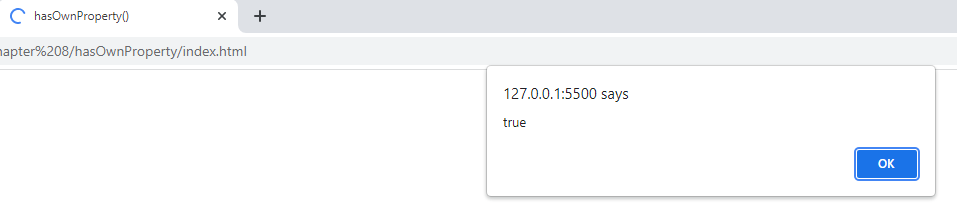 hasOwnProperty()
hapter%208/hasOwnProperty/index.html
127.0.0.1:5500 says
true
OK